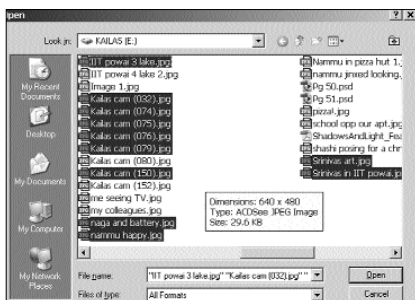 Open
Look in: KAILAS (E:)
My Recent
Documents
Desktop
My Documents
My Computer
My Network
Places
IIT powai 3 lake.jpg
IIT powai 4 lake 2.jpg
Image 1.jpg
Kailas cam (032).jpg
Kailas cam (074).jpg
Kailas cam (075).jpg
Kailas cam (076).jpg
Kailas cam (079).jpg
Kailas cam (080).jpg
Kailas cam (150).jpg
Kailas cam (152).jpg
me seeing TV.jpg
my colleagues.jpg
naga and battery.jpg
nammu happy.jpg
Nammu in pizza hut 1.
nammu jinxed looking.
Pg 50.psd
Pg 51.psd
pizza1.jpg
school opp our apt.jpg
ShadowsAndLight_Fea
shashi posing for a chr
Srinivas art.jpg
Srinivas in IIT powai.jp
Dimensions: 640 x 480
Type: ACDSee JPEG Image
Size: 29.6 KB
File name: "IIT powai 3 lake.jpg" "Kailas cam (032).jpg" "
Open
Files of type: All Formats
Cancel